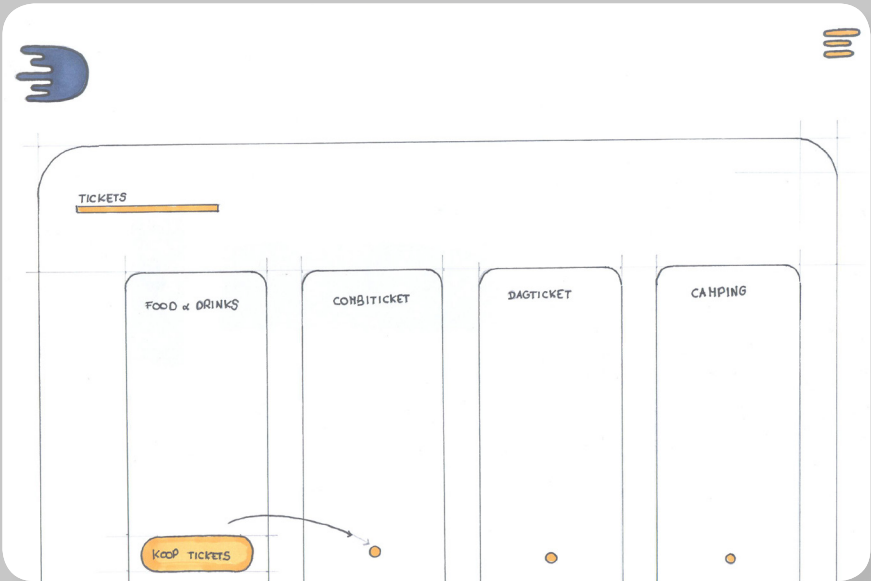 TICKETS
FOOD & DRINKS
COMBITICKET
DAGTICKET
CAMPING
KOOP TICKETS